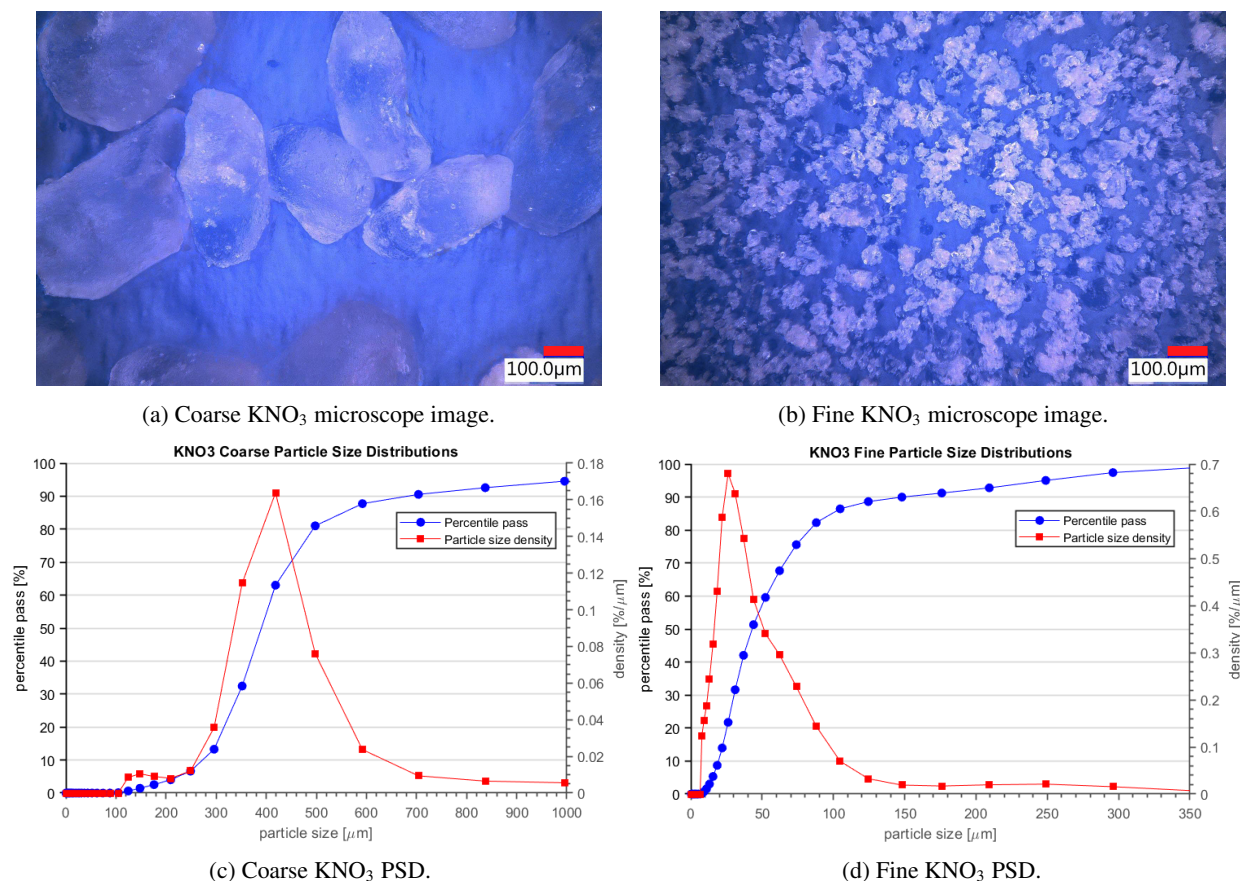 100.0μm
100.0μm
(a) Coarse KNO₃ microscope image.
(b) Fine KNO₃ microscope image.
KNO3 Coarse Particle Size Distributions
100
90
80
70
60
50
40
30
20
10
0
percentile pass [%]
0.18
0.16
0.14
0.12
0.1
0.08
0.06
0.04
0.02
0
density [%/μm]
Percentile pass
Particle size density
0 100 200 300 400 500 600 700 800 900 1000
particle size [μm]
(c) Coarse KNO₃ PSD.
KNO3 Fine Particle Size Distributions
100
90
80
70
60
50
40
30
20
10
0
percentile pass [%]
0.7
0.6
0.5
0.4
0.3
0.2
0.1
0
density [%/μm]
Percentile pass
Particle size density
0 50 100 150 200 250 300 350
particle size [μm]
(d) Fine KNO₃ PSD.